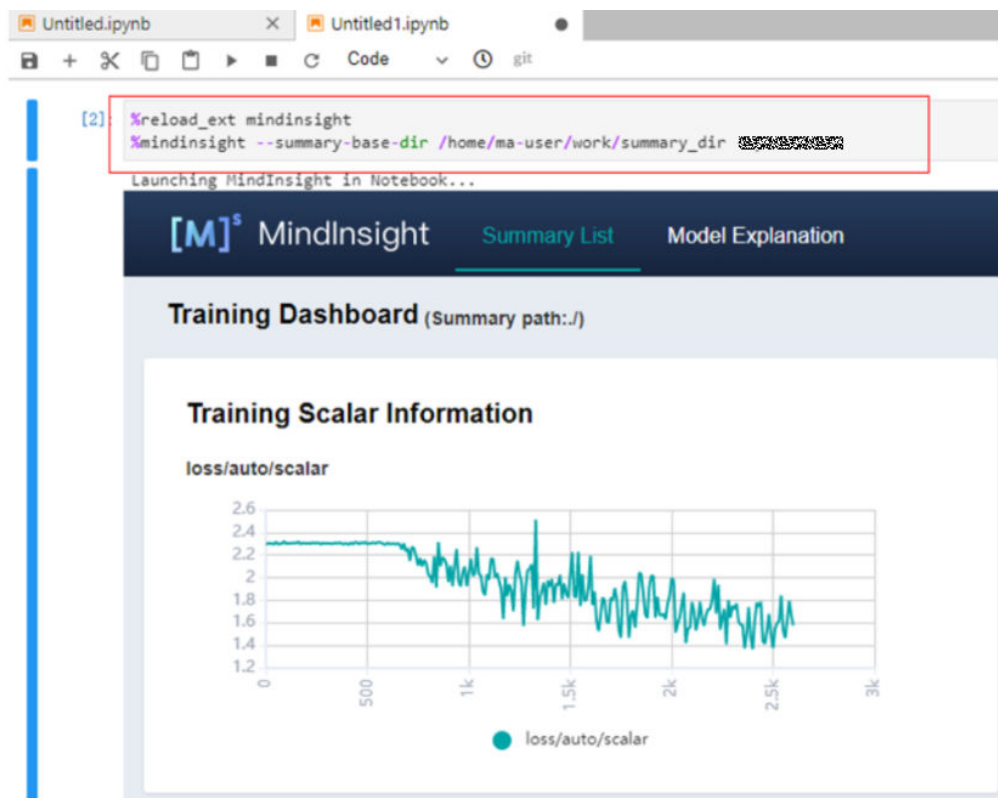 Untitled.ipynb
Untitled1.ipynb
Code
git
[2]:
%reload_ext mindinsight
%mindinsight --summary-base-dir /home/ma-user/work/summary_dir
Launching MindInsight in Notebook...
[M]s MindInsight Summary List Model Explanation
Training Dashboard (Summary path:./)
Training Scalar Information
loss/auto/scalar
2.6
2.4
2.2
2
1.8
1.6
1.4
1.2
0 500 1k 1.5k 2k 2.5k 3k
loss/auto/scalar